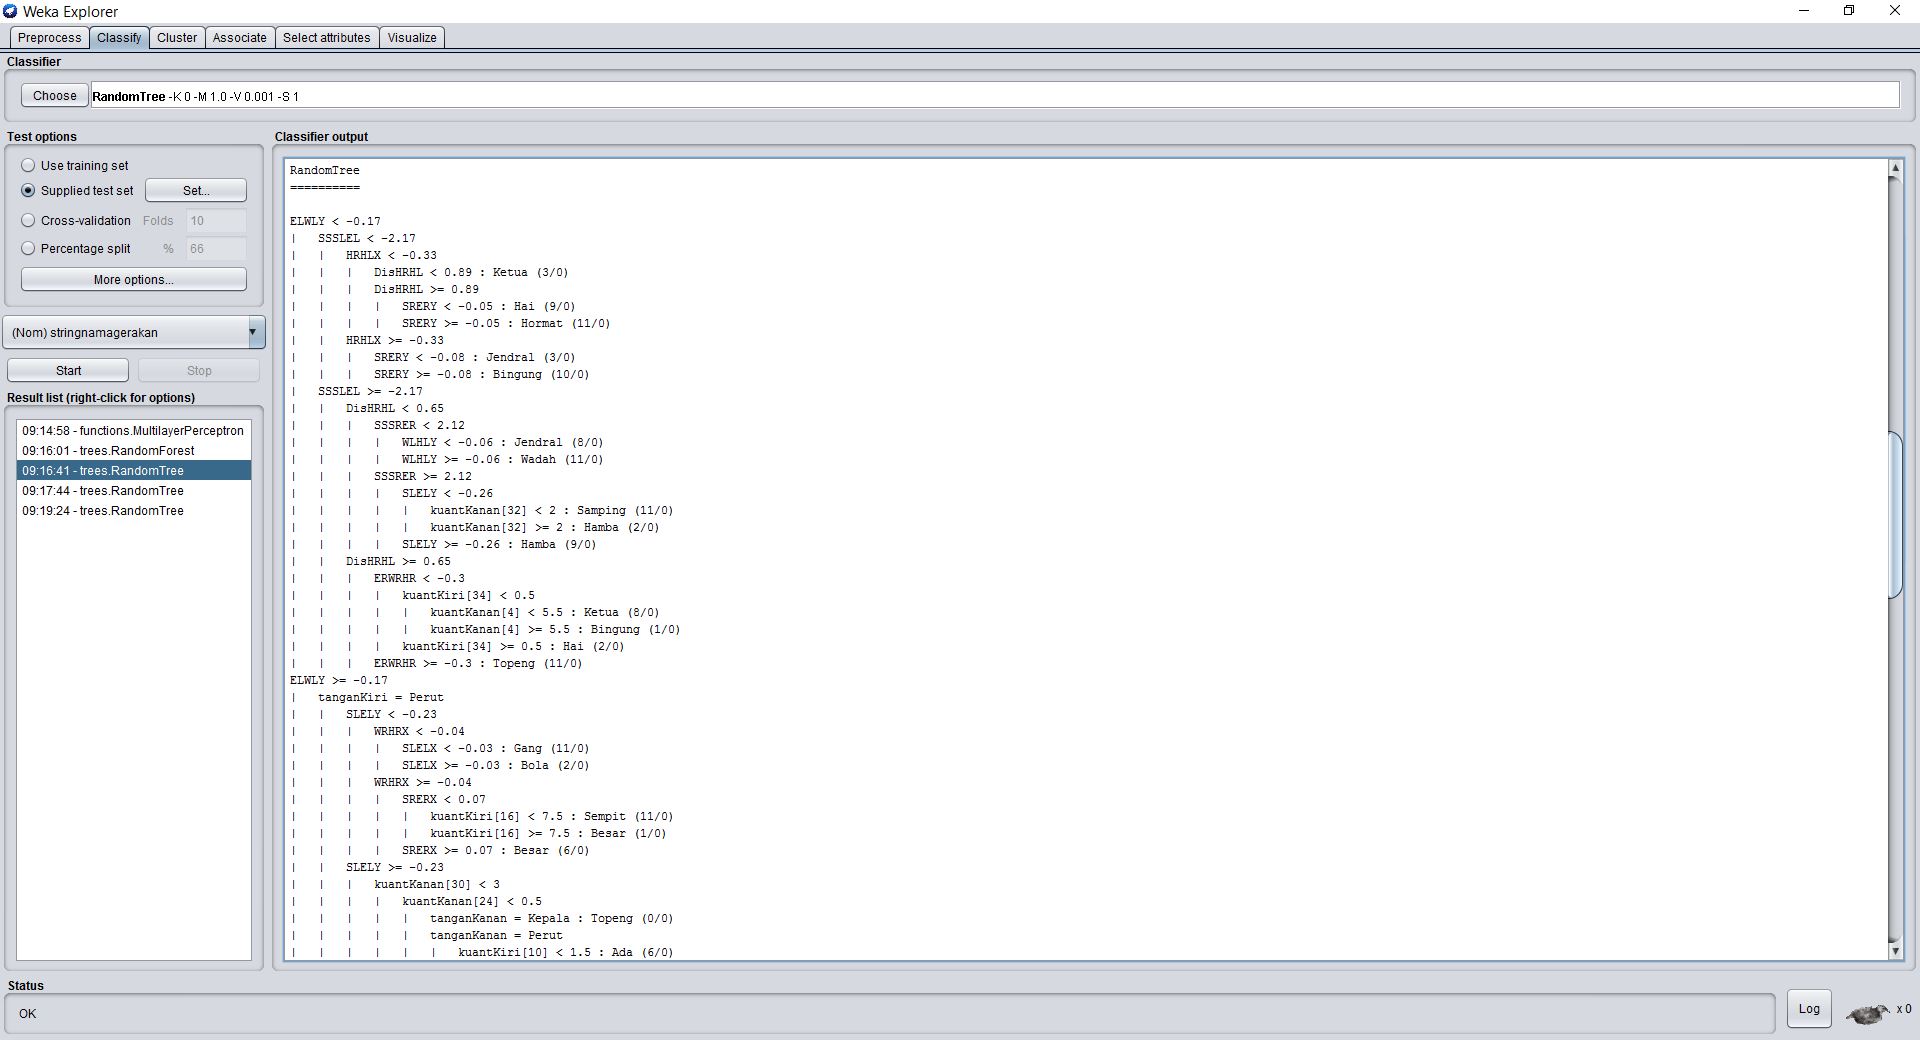 Weka Explorer
Preprocess Classify Cluster Associate Select attributes Visualize
Classifier
Choose RandomTree -K 0 -M 1.0 -V 0.001 -S 1
Test options
Use training set
Supplied test set Set...
Cross-validation Folds 10
Percentage split % 66
More options...
(Nom) stringnamagerakan
Start Stop
Result list (right-click for options)
09:14:58 - functions.MultilayerPerceptron
09:16:01 - trees.RandomForest
09:16:41 - trees.RandomTree
09:17:44 - trees.RandomTree
09:19:24 - trees.RandomTree
Classifier output
RandomTree
==========
ELWLY < -0.17
|   SSSLEL < -2.17
|   |   HRHLX < -0.33
|   |   |   DisHRHL < 0.89 : Ketua (3/0)
|   |   |   DisHRHL >= 0.89
|   |   |   |   SRERY < -0.05 : Hai (9/0)
|   |   |   |   SRERY >= -0.05 : Hormat (11/0)
|   |   HRHLX >= -0.33
|   |   |   SRERY < -0.08 : Jendral (3/0)
|   |   |   SRERY >= -0.08 : Bingung (10/0)
|   SSSLEL >= -2.17
|   |   DisHRHL < 0.65
|   |   |   SSSRER < 2.12
|   |   |   |   WLHLY < -0.06 : Jendral (8/0)
|   |   |   |   WLHLY >= -0.06 : Wadah (11/0)
|   |   |   SSSRER >= 2.12
|   |   |   |   SLELY < -0.26
|   |   |   |   |   kuantKanan[32] < 2 : Samping (11/0)
|   |   |   |   |   kuantKanan[32] >= 2 : Hamba (2/0)
|   |   |   |   SLELY >= -0.26 : Hamba (9/0)
|   |   DisHRHL >= 0.65
|   |   |   ERWRHR < -0.3
|   |   |   |   kuantKiri[34] < 0.5
|   |   |   |   |   kuantKanan[4] < 5.5 : Ketua (8/0)
|   |   |   |   |   kuantKanan[4] >= 5.5 : Bingung (1/0)
|   |   |   |   kuantKiri[34] >= 0.5 : Hai (2/0)
|   |   |   ERWRHR >= -0.3 : Topeng (11/0)
ELWLY >= -0.17
|   tanganKiri = Perut
|   |   SLELY < -0.23
|   |   |   WRHRX < -0.04
|   |   |   |   SLELX < -0.03 : Gang (11/0)
|   |   |   |   SLELX >= -0.03 : Bola (2/0)
|   |   |   WRHRX >= -0.04
|   |   |   |   SRERX < 0.07
|   |   |   |   |   kuantKiri[16] < 7.5 : Sempit (11/0)
|   |   |   |   |   kuantKiri[16] >= 7.5 : Besar (1/0)
|   |   |   |   SRERX >= 0.07 : Besar (6/0)
|   |   SLELY >= -0.23
|   |   |   kuantKanan[30] < 3
|   |   |   |   kuantKanan[24] < 0.5
|   |   |   |   |   tanganKanan = Kepala : Topeng (0/0)
|   |   |   |   |   tanganKanan = Perut
|   |   |   |   |   |   kuantKiri[10] < 1.5 : Ada (6/0)
Status
OK
Log
x 0